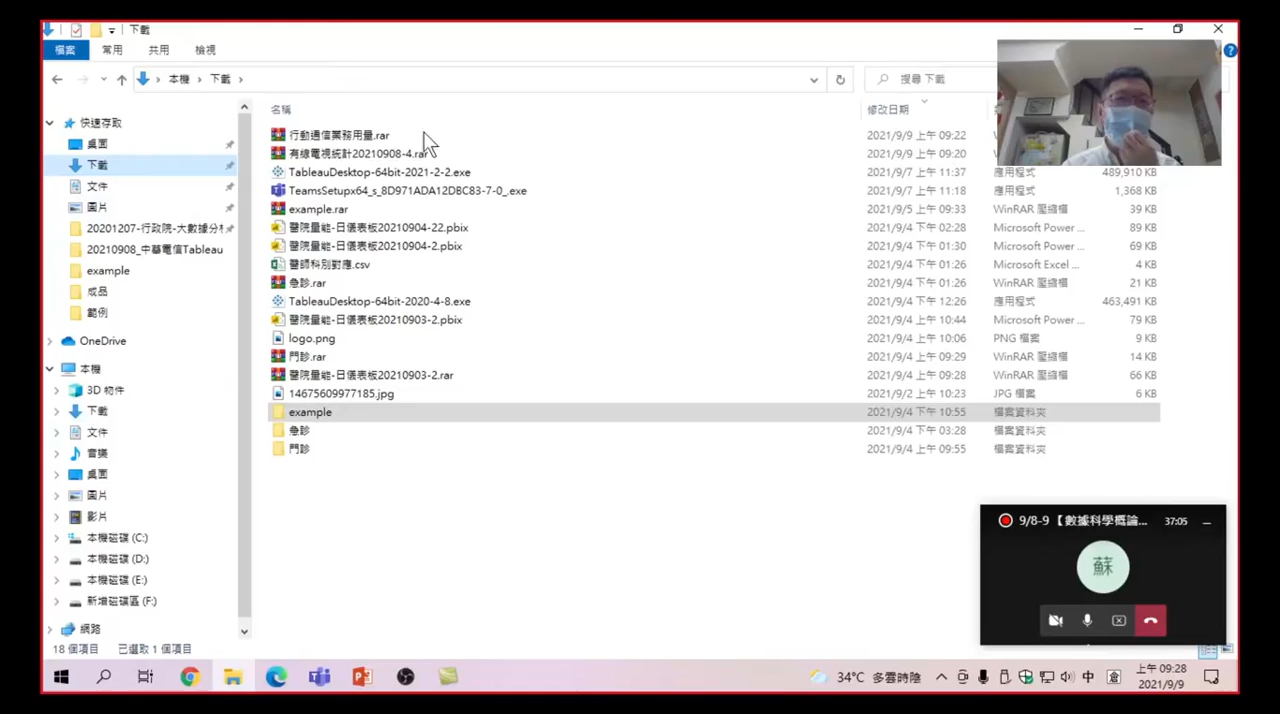 下載
檔案 常用 共用 檢視
本機 下載 搜尋 下載
快速存取
桌面
下載
文件
圖片
20201207-行政院-大數據分
20210908_中華電信Tableau
example
成品
範例
OneDrive
本機
3D 物件
下載
文件
音樂
桌面
圖片
影片
本機磁碟 (C:)
本機磁碟 (D:)
本機磁碟 (E:)
新增磁碟區 (F:)
網路
名稱 修改日期
行動通信業務用量.rar 2021/9/9 上午 09:22
有線電視統計20210908-4.rar 2021/9/9 上午 09:20
TableauDesktop-64bit-2021-2-2.exe 2021/9/7 上午 11:37 應用程式 489,910 KB
TeamsSetupx64_s_8D971ADA12DBC83-7-0_.exe 2021/9/7 上午 11:18 應用程式 1,368 KB
example.rar 2021/9/5 上午 09:33 WinRAR 壓縮檔 39 KB
醫院量能-日儀表板20210904-22.pbix 2021/9/4 下午 02:28 Microsoft Power ... 89 KB
醫院量能-日儀表板20210904-2.pbix 2021/9/4 下午 01:30 Microsoft Power ... 69 KB
醫師科別對應.csv 2021/9/4 下午 01:26 Microsoft Excel ... 4 KB
急診.rar 2021/9/4 下午 01:26 WinRAR 壓縮檔 21 KB
TableauDesktop-64bit-2020-4-8.exe 2021/9/4 下午 12:26 應用程式 463,491 KB
醫院量能-日儀表板20210903-2.pbix 2021/9/4 上午 10:44 Microsoft Power ... 79 KB
logo.png 2021/9/4 上午 10:06 PNG 檔案 9 KB
門診.rar 2021/9/4 上午 09:29 WinRAR 壓縮檔 14 KB
醫院量能-日儀表板20210903-2.rar 2021/9/4 上午 09:28 WinRAR 壓縮檔 66 KB
14675609977185.jpg 2021/9/2 上午 10:23 JPG 檔案 6 KB
example 2021/9/4 下午 10:55 檔案資料夾
急診 2021/9/4 下午 03:28 檔案資料夾
門診 2021/9/4 上午 09:55 檔案資料夾
9/8-9 【數據科學概論... 37:05
蘇
18 個項目 已選取 1 個項目
34°C 多雲時陰 中 倉 上午 09:28
2021/9/9